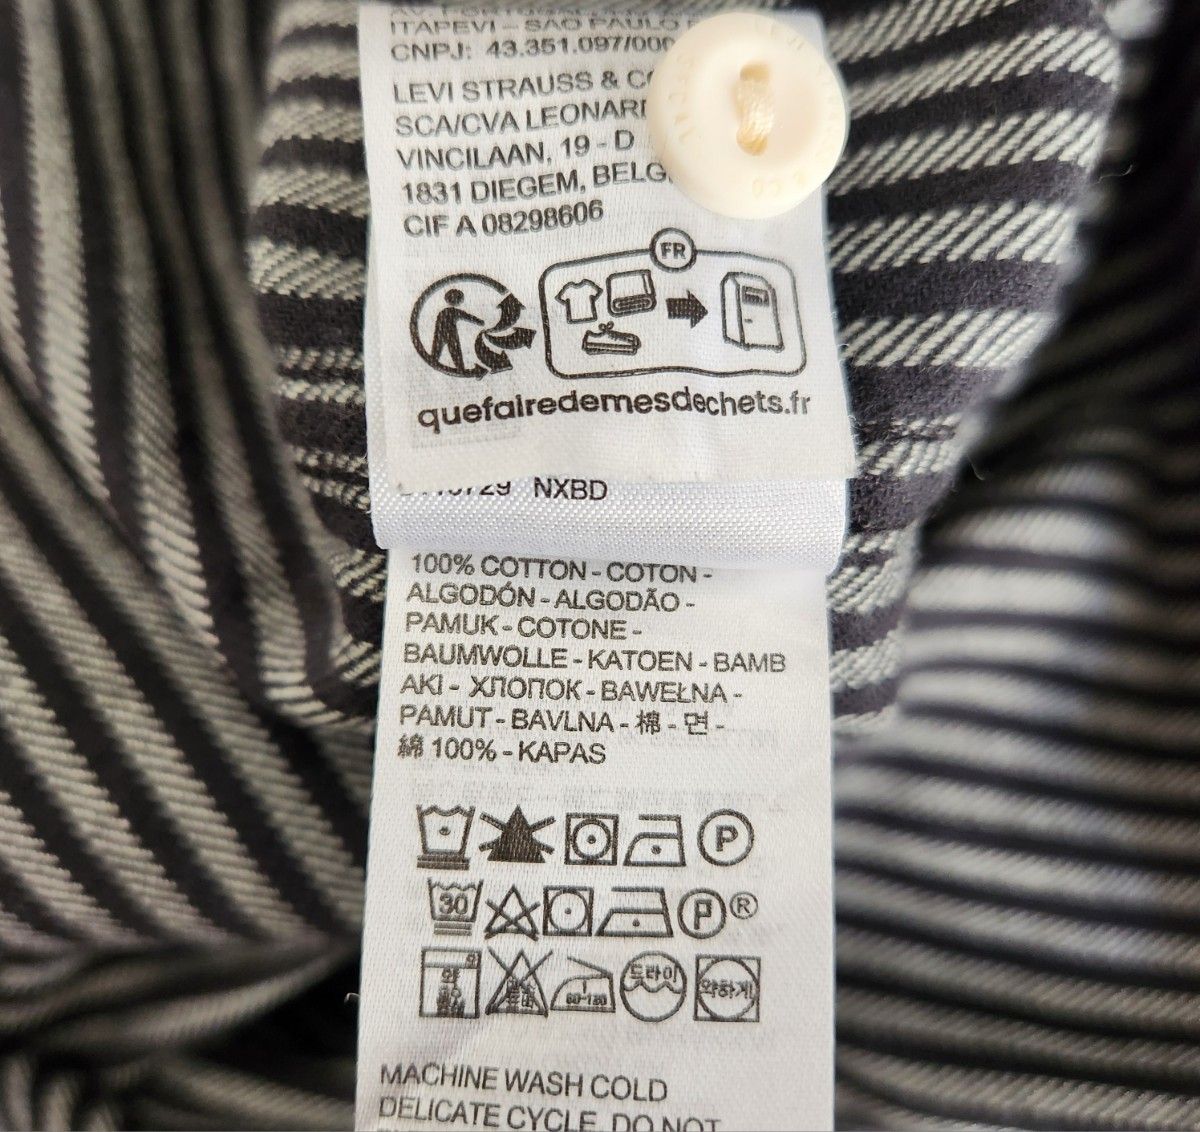 ITAPEVI – SAO PAULO
CNPJ: 43.351.097/000
LEVI STRAUSS & CO
SCA/CVA LEONAR
VINCILAAN, 19 - D
1831 DIEGEM, BELG
CIF A 08298606
FR
quefairedemesdechets.fr
NXBD
100% COTTON - COTON -
ALGODÓN - ALGODÃO -
PAMUK - COTONE -
BAUMWOLLE - KATOEN - BAMB
AKI - ХЛОПОК - BAWEŁNA -
PAMUT - BAVLNA - 棉 - 면 -
綿 100% - KAPAS
P
30 P ®
약 60-180 드라이 약하게
MACHINE WASH COLD
DELICATE CYCLE, DO NOT